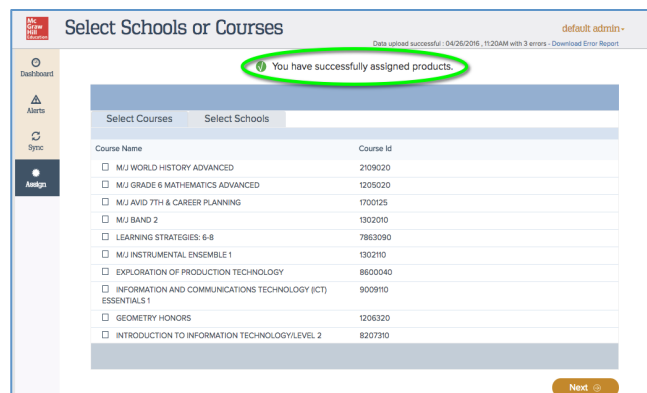 Mc
Graw
Hill
Education
Select Schools or Courses
default admin
Data upload successful : 04/26/2016 , 11:20AM with 3 errors - Download Error Report
You have successfully assigned products.
Dashboard
Alerts
Sync
Assign
Select Courses Select Schools
Course Name Course Id
M/J WORLD HISTORY ADVANCED 2109020
M/J GRADE 6 MATHEMATICS ADVANCED 1205020
M/J AVID 7TH & CAREER PLANNING 1700125
M/J BAND 2 1302010
LEARNING STRATEGIES: 6-8 7863090
M/J INSTRUMENTAL ENSEMBLE 1 1302110
EXPLORATION OF PRODUCTION TECHNOLOGY 8600040
INFORMATION AND COMMUNICATIONS TECHNOLOGY (ICT) 9009110
ESSENTIALS 1
GEOMETRY HONORS 1206320
INTRODUCTION TO INFORMATION TECHNOLOGY/LEVEL 2 8207310
Next